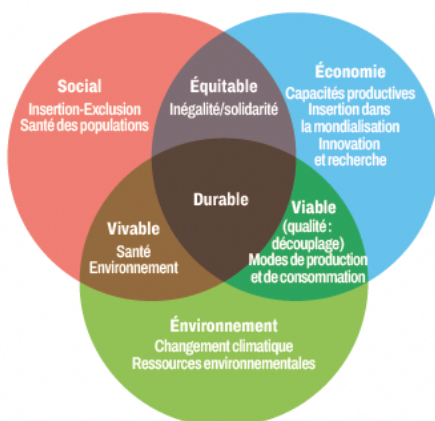 Social
Insertion-Exclusion
Santé des populations
Équitable
Inégalité/solidarité
Économie
Capacités productives
Insertion dans
la mondialisation
Innovation
et recherche
Durable
Vivable
Santé
Environnement
Viable
(qualité :
découplage)
Modes de production
et de consommation
Énvironnement
Changement climatique
Ressources environnementales